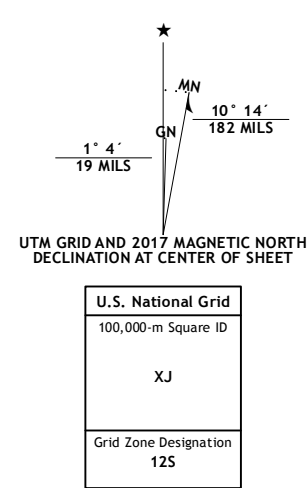 ★
MN
GN
10° 14´
182 MILS
1° 4´
19 MILS
UTM GRID AND 2017 MAGNETIC NORTH
DECLINATION AT CENTER OF SHEET
U.S. National Grid
100,000-m Square ID
XJ
Grid Zone Designation
12S